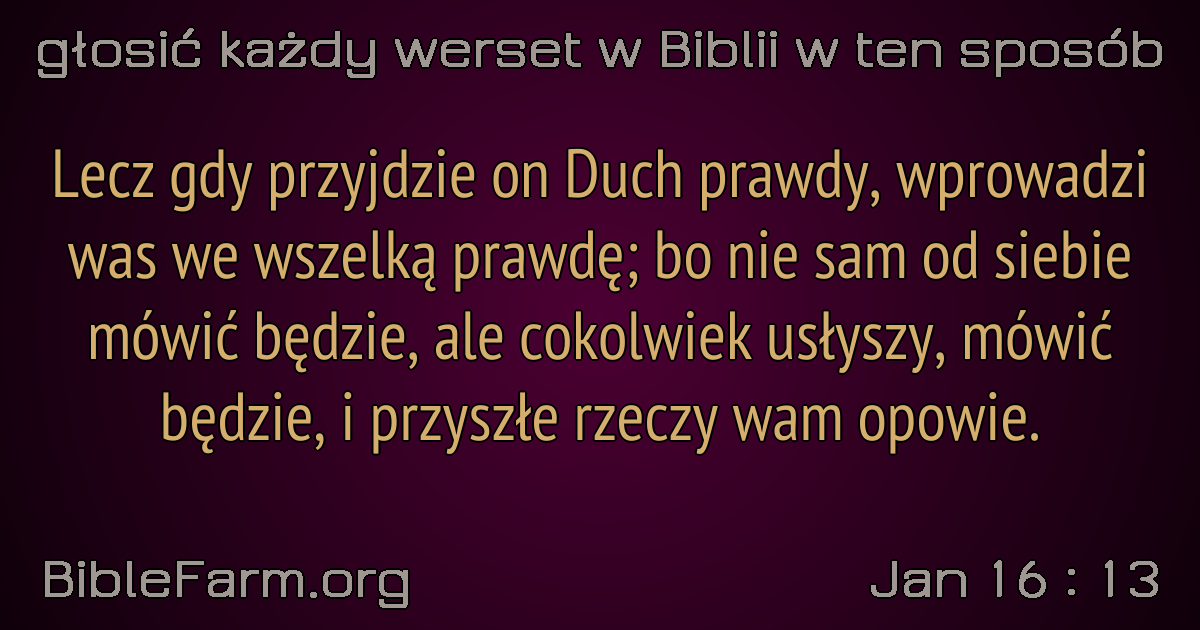 głosić każdy werset w Biblii w ten sposób
Lecz gdy przyjdzie on Duch prawdy, wprowadzi
was we wszelką prawdę; bo nie sam od siebie
mówić będzie, ale cokolwiek usłyszy, mówić
będzie, i przyszłe rzeczy wam opowie.
BibleFarm.org
Jan 16 : 13